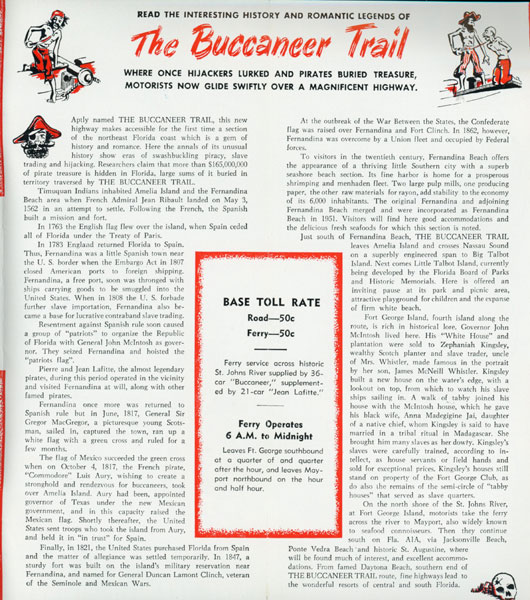 READ THE INTERESTING HISTORY AND ROMANTIC LEGENDS OF
The Buccaneer Trail
WHERE ONCE HIJACKERS LURKED AND PIRATES BURIED TREASURE,
MOTORISTS NOW GLIDE SWIFTLY OVER A MAGNIFICENT HIGHWAY.
Aptly named THE BUCCANEER TRAIL, this new
highway makes accessible for the first time a section
of the northeast Florida coast which is a gem of
history and romance. Here the annals of its unusual
history show eras of swashbuckling piracy, slave
trading and hijacking. Researchers claim that more than $165,000,000
of pirate treasure is hidden in Florida, large sums of it buried in
territory traversed by THE BUCCANEER TRAIL.
Timuquan Indians inhabited Amelia Island and the Fernandina
Beach area when French Admiral Jean Ribault landed on May 3,
1562 in an attempt to settle. Following the French, the Spanish
built a mission and fort.
In 1763 the English flag flew over the island, when Spain ceded
all of Florida under the Treaty of Paris.
In 1783 England returned Florida to Spain.
Thus, Fernandina was a little Spanish town near
the U. S. border when the Embargo Act in 1807
closed American ports to foreign shipping.
Fernandina, a free port, soon was thronged with
ships carrying goods to be smuggled into the
United States. When in 1808 the U. S. forbade
further slave importation, Fernandina also be-
came a base for lucrative contraband slave trading.
Resentment against Spanish rule soon caused
a group of "patriots" to organize the Republic
of Florida with General John McIntosh as gover-
nor. They seized Fernandina and hoisted the
"patriots flag".
Pierre and Jean Lafitte, the almost legendary
pirates, during this period operated in the vicinity
and visited Fernandina at will, along with other
famed pirates.
Fernandina once more was returned to
Spanish rule but in June, 1817, General Sir
Gregor MacGregor, a picturesque young Scots-
man, sailed in, captured the town, ran up a
white flag with a green cross and ruled for a
few months.
The flag of Mexico succeeded the green cross
when on October 4, 1817, the French pirate,
"Commodore" Luis Aury, wishing to create a
stronghold and rendezvous for buccaneers, took
over Amelia Island. Aury had been, appointed
governor of Texas under the new Mexican
government, and in this capacity raised the
Mexican flag. Shortly thereafter, the United
States sent troops who took the island from Aury,
and held it in "in trust" for Spain.
Finally, in 1821, the United States purchased Florida from Spain
and the matter of allegiance was settled temporarily. In 1847, a
sturdy fort was built on the island's military reservation near
Fernandina, and named for General Duncan Lamont Clinch, veteran
of the Seminole and Mexican Wars.
BASE TOLL RATE
Road—50c
Ferry—50c
Ferry service across historic
St. Johns River supplied by 36-
car "Buccaneer," supplement-
ed by 21-car "Jean Lafitte."
Ferry Operates
6 A.M. to Midnight
Leaves Ft. George southbound
at a quarter of and quarter
after the hour, and leaves May-
port northbound on the hour
and half hour.
At the outbreak of the War Between the States, the Confederate
flag was raised over Fernandina and Fort Clinch. In 1862, however,
Fernandina was overcome by a Union fleet and occupied by Federal
forces.
To visitors in the twentieth century, Fernandina Beach offers
the appearance of a thriving little Southern city with a superb
seashore beach section. Its fine harbor is home for a prosperous
shrimping and menhaden fleet. Two large pulp mills, one producing
paper, the other raw materials for rayon, add stability to the economy
of its 6,000 inhabitants. The original Fernandina and adjoining
Fernandina Beach merged and were incorporated as Fernandina
Beach in 1951. Visitors will find here good accommodations and
the delicious fresh seafoods for which this section is noted.
Just south of Fernandina Beach, THE BUCCANEER TRAIL
leaves Amelia Island and crosses Nassau Sound
on a superbly engineered span to Big Talbot
Island. Next comes Little Talbot Island, currently
being developed by the Florida Board of Parks
and Historic Memorials. Here is offered an
inviting pause at its park and picnic area,
attractive playground for children and the expanse
of firm white beach.
Fort George Island, fourth island along the
route, is rich in historical lore. Governor John
McIntosh lived here. His "White House" and
plantation were sold to Zephaniah Kingsley,
wealthy Scotch planter and slave trader, uncle
of Mrs. Whistler, made famous in the portrait
by her son, James McNeill Whistler. Kingsley
built a new house on the water's edge, with a
lookout on top, from which to watch his slave
ships sailing in. A walk of tabby joined his
house with the McIntosh house, which he gave
his black wife, Anna Madegigine Jai, daughter
of a native chief, whom Kingsley is said to have
married in a tribal ritual in Madagascar. She
brought him many slaves as her dowry. Kingsley's
slaves were carefully trained, according to in-
tellect, as house servants or field hands and
sold for exceptional prices. Kingsley's houses still
stand on property of the Fort George Club, as
do also the remains of the semi-circle of "tabby
houses" that served as slave quarters.
On the north shore of the St. Johns River,
at Fort George Island, motorists take the ferry
across the river to Mayport, also widely known
to seafood connoisseurs. Then they continue
south on Fla. A1A, via Jacksonville Beach,
Ponte Vedra Beach and historic St. Augustine, where
will be found much of interest, and excellent accommo-
dations. From famed Daytona Beach, southern end of
THE BUCCANEER TRAIL route, fine highways lead to
the wonderful resorts of central and south Florida.